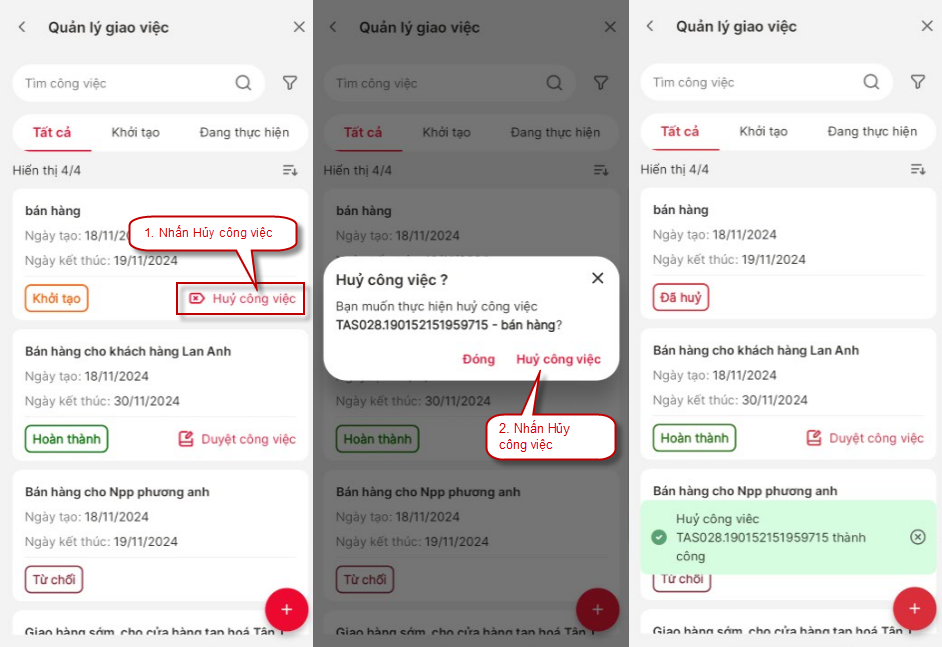 Quản lý giao việc
Tìm công việc
Tất cả
Khởi tạo
Đang thực hiện
Hiển thị 4/4
bán hàng
Ngày tạo: 18/11/20
1. Nhấn Hủy công việc
Ngày kết thúc: 19/11/2024
Khởi tạo
Huỷ công việc
Bán hàng cho khách hàng Lan Anh
Ngày tạo: 18/11/2024
Ngày kết thúc: 30/11/2024
Hoàn thành
Duyệt công việc
Bán hàng cho Npp phương anh
Ngày tạo: 18/11/2024
Ngày kết thúc: 19/11/2024
Từ chối
Giao hàng sớm, cho cửa hàng tạp hoá Tân 1
Quản lý giao việc
Tìm công việc
Tất cả
Khởi tạo
Đang thực hiện
Hiển thị 4/4
bán hàng
Ngày tạo: 18/11/2024
Huỷ công việc ?
Bạn muốn thực hiện huỷ công việc
TAS028.190152151959715 - bán hàng?
Đóng
Huỷ công việc
Ngày kết thúc: 30/11/2024
2. Nhấn Hủy
công việc
Hoàn thành
Bán hàng cho Npp phương anh
Ngày tạo: 18/11/2024
Ngày kết thúc: 19/11/2024
Từ chối
Giao hàng sớm, cho cửa hàng tạp hoá Tân 1
Quản lý giao việc
Tìm công việc
Tất cả
Khởi tạo
Đang thực hiện
Hiển thị 4/4
bán hàng
Ngày tạo: 18/11/2024
Ngày kết thúc: 19/11/2024
Đã huỷ
Bán hàng cho khách hàng Lan Anh
Ngày tạo: 18/11/2024
Ngày kết thúc: 30/11/2024
Hoàn thành
Duyệt công việc
Bán hàng cho Npp phương anh
Huỷ công viêc
TAS028.190152151959715 thành
công
Từ chối
Giao hàng sớm, cho cửa hàng tạp hoá Tân 1